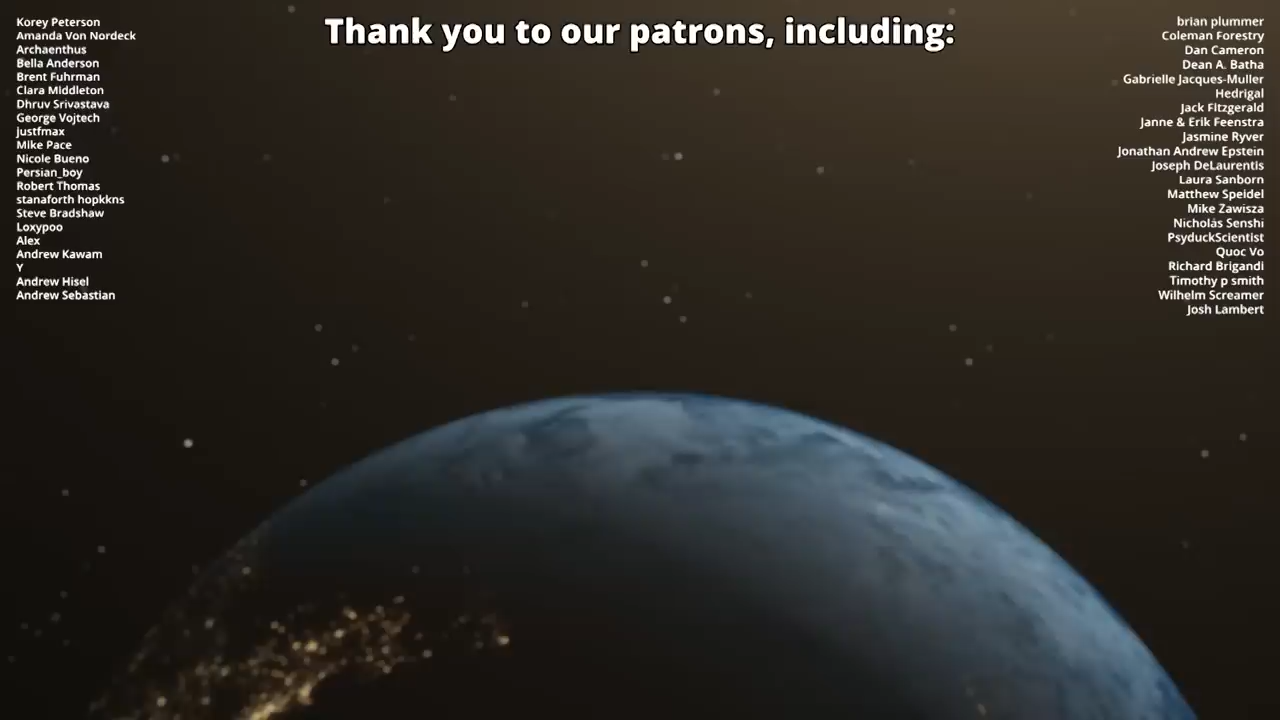 Thank you to our patrons, including:
Korey Peterson
Amanda Von Nordeck
Archaenthus
Bella Anderson
Brent Fuhrman
Clara Middleton
Dhruv Srivastava
George Vojtech
justfmax
Mike Pace
Nicole Bueno
Persian_boy
Robert Thomas
stanaforth hopkkns
Steve Bradshaw
Loxypoo
Alex
Andrew Kawam
Y
Andrew Hisel
Andrew Sebastian
brian plummer
Coleman Forestry
Dan Cameron
Dean A. Batha
Gabrielle Jacques-Muller
Hedrigal
Jack FItzgerald
Janne & Erik Feenstra
Jasmine Ryver
Jonathan Andrew Epstein
Joseph DeLaurentis
Laura Sanborn
Matthew Speidel
Mike Zawisza
Nicholas Senshi
PsyduckScientist
Quoc Vo
Richard Brigandi
Timothy p smith
Wilhelm Screamer
Josh Lambert